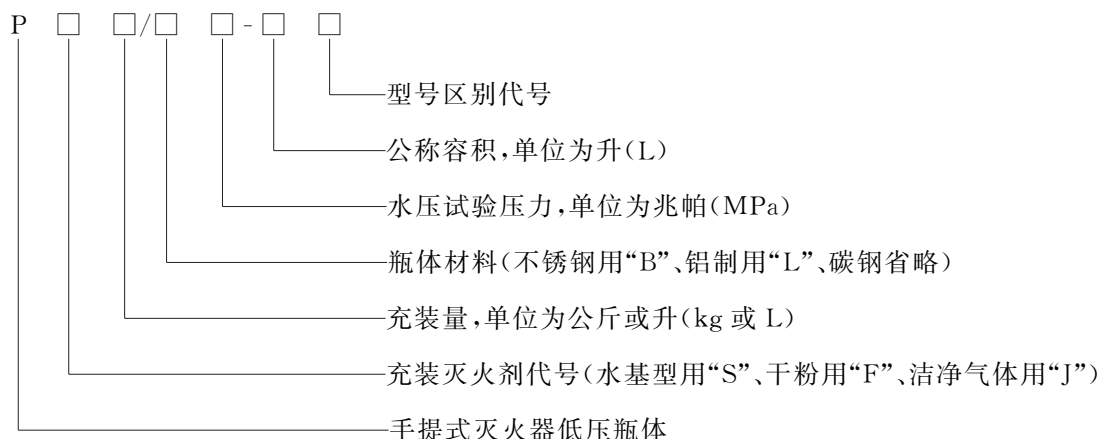 P □ □/□ □-□ □
型号区别代号
公称容积,单位为升(L)
水压试验压力,单位为兆帕(MPa)
瓶体材料(不锈钢用“B”、铝制用“L”、碳钢省略)
充装量,单位为公斤或升(kg 或 L)
充装灭火剂代号(水基型用“S”、干粉用“F”、洁净气体用“J”)
手提式灭火器低压瓶体